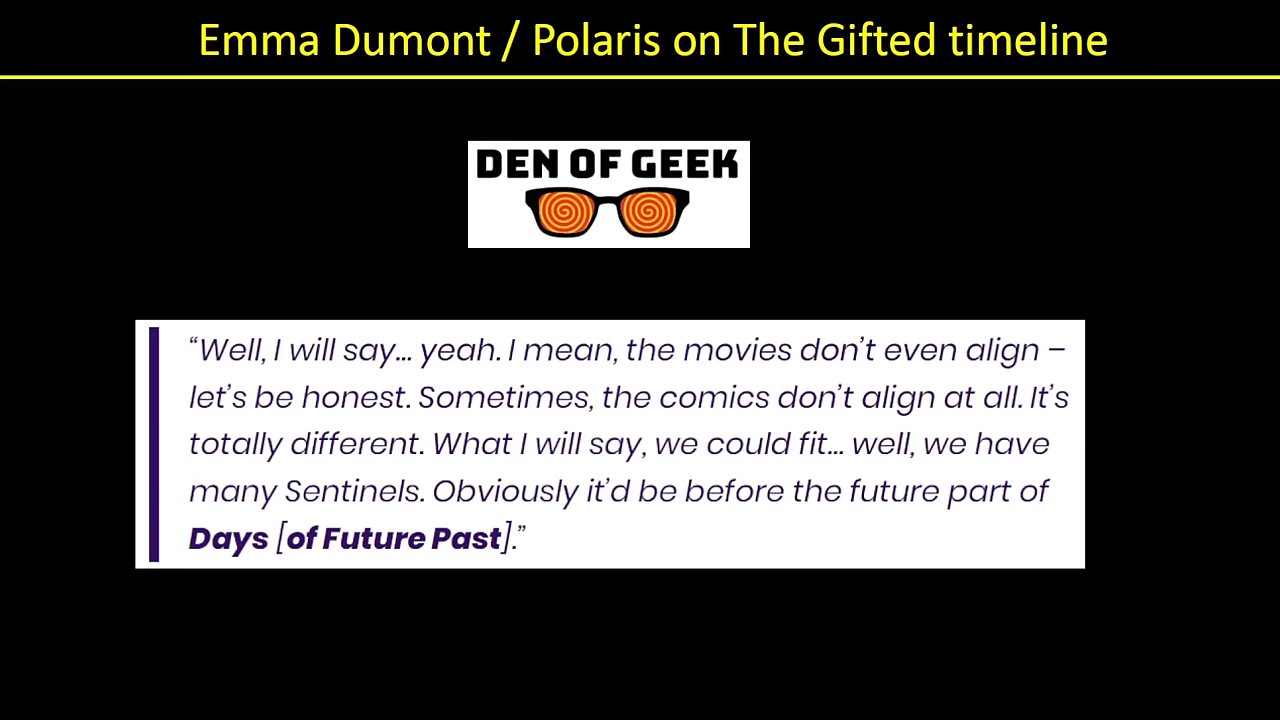 Emma Dumont / Polaris on The Gifted timeline
DEN OF GEEK
“Well, I will say… yeah. I mean, the movies don’t even align –
let’s be honest. Sometimes, the comics don’t align at all. It’s
totally different. What I will say, we could fit… well, we have
many Sentinels. Obviously it’d be before the future part of
Days [of Future Past].”